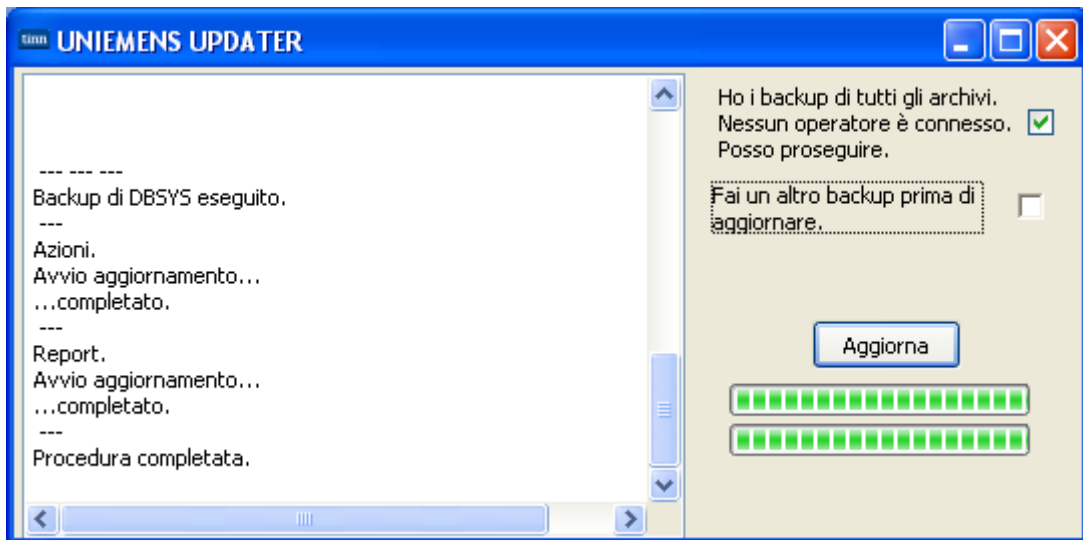 tinn UNIEMENS UPDATER
--- --- ---
Backup di DBSYS eseguito.
---
Azioni.
Avvio aggiornamento...
...completato.
---
Report.
Avvio aggiornamento...
...completato.
---
Procedura completata.
Ho i backup di tutti gli archivi.
Nessun operatore è connesso.
Posso proseguire.
Fai un altro backup prima di
aggiornare.
Aggiorna